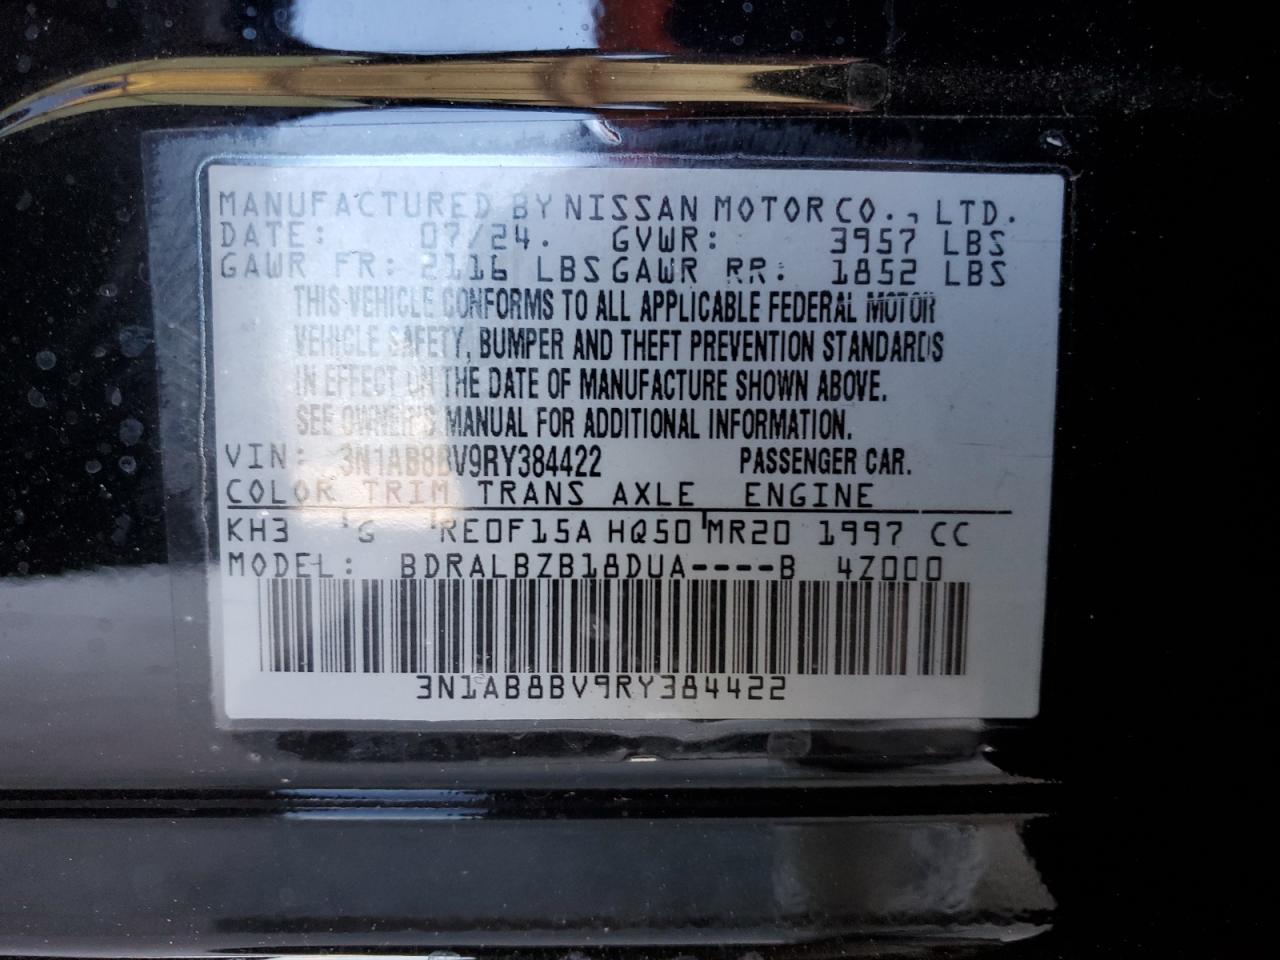 MANUFACTURED BY NISSAN MOTOR CO., LTD.
DATE: 07/24. GVWR: 3957 LBS
GAWR FR: 2116 LBS GAWR RR: 1852 LBS
THIS VEHICLE CONFORMS TO ALL APPLICABLE FEDERAL MOTOR
VEHICLE SAFETY, BUMPER AND THEFT PREVENTION STANDARDS
IN EFFECT ON THE DATE OF MANUFACTURE SHOWN ABOVE.
SEE OWNER'S MANUAL FOR ADDITIONAL INFORMATION.
VIN: 3N1AB8BV9RY384422 PASSENGER CAR.
COLOR TRIM TRANS AXLE ENGINE
KH3 G RE0F15A HQ50 MR20 1997 CC
MODEL: BDRALBZB18DUA----B 4Z000
3N1AB8BV9RY384422